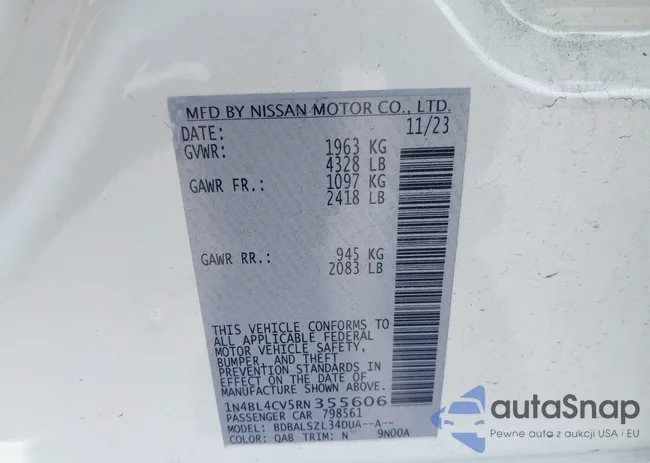 MFD BY NISSAN MOTOR CO., LTD.
DATE: 11/23
GVWR: 1963 KG
4328 LB
GAWR FR.: 1097 KG
2418 LB
GAWR RR.: 945 KG
2083 LB
THIS VEHICLE CONFORMS TO
ALL APPLICABLE FEDERAL
MOTOR VEHICLE SAFETY,
BUMPER, AND THEFT
PREVENTION STANDARDS IN
EFFECT ON THE DATE OF
MANUFACTURE SHOWN ABOVE.
1N4BL4CV5RN355606
PASSENGER CAR 798561
MODEL: BDBALSZL34DUA--A--
COLOR: QAB TRIM: N 9N00A
autoSnap
Pewne auta z aukcji USA i EU